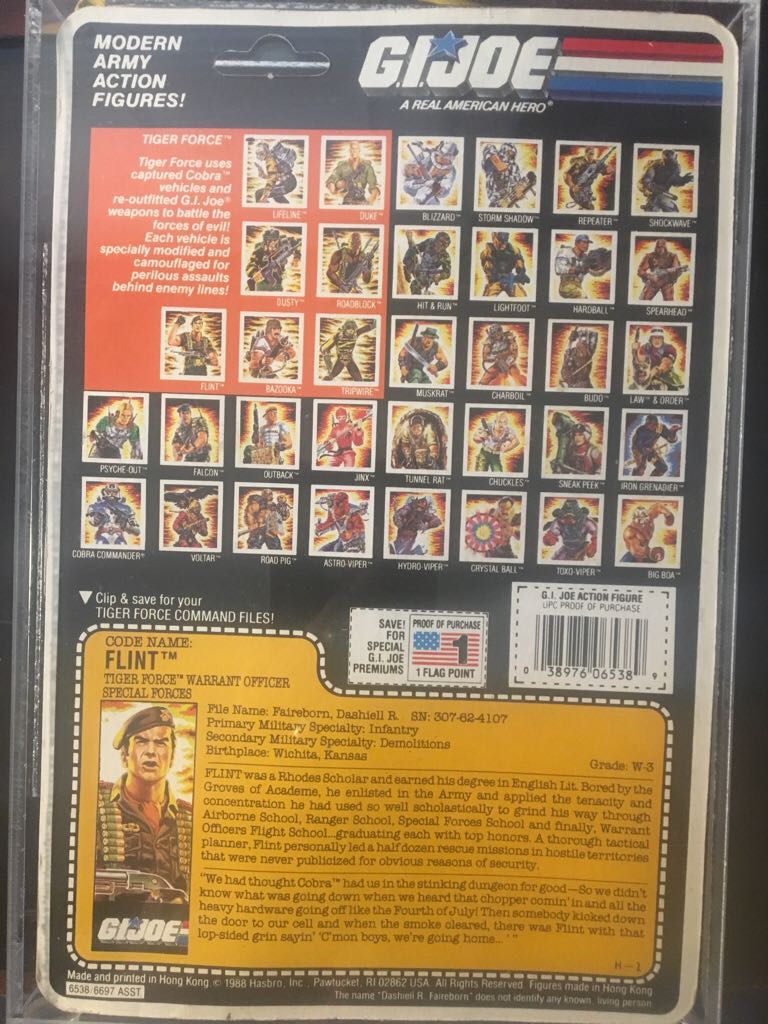 MODERN
ARMY
ACTION
FIGURES!
G.I. JOE
A REAL AMERICAN HERO®
TIGER FORCE™
Tiger Force uses
captured Cobra™
vehicles and
re-outfitted G.I. Joe®
weapons to battle the
forces of evil!
Each vehicle is
specially modified and
camouflaged for
perilous assaults
behind enemy lines!
LIFELINE™ DUKE™ BLIZZARD™ STORM SHADOW™ REPEATER™ SHOCKWAVE™
DUSTY™ ROADBLOCK™ HIT & RUN™ LIGHTFOOT™ HARDBALL™ SPEARHEAD™
FLINT™ BAZOOKA™ TRIPWIRE™ MUSKRAT™ CHARBROIL™ BUDO™ LAW & ORDER™
PSYCHE-OUT™ FALCON™ OUTBACK™ JINX™ TUNNEL RAT™ CHUCKLES™ SNEAK PEEK™ IRON GRENADIER™
COBRA COMMANDER® VOLTAR™ ROAD PIG™ ASTRO-VIPER™ HYDRO-VIPER™ CRYSTAL BALL™ TOXO-VIPER™ BIG BOA™
▼ Clip & save for your
TIGER FORCE COMMAND FILES!
SAVE!
FOR
SPECIAL
G.I. JOE
PREMIUMS
PROOF OF PURCHASE
1
1 FLAG POINT
G.I. JOE ACTION FIGURE
UPC PROOF OF PURCHASE
0 38976 06538 9
CODE NAME:
FLINT™
TIGER FORCE™ WARRANT OFFICER
SPECIAL FORCES
File Name: Faireborn, Dashiell R. SN: 307-62-4107
Primary Military Specialty: Infantry
Secondary Military Specialty: Demolitions
Birthplace: Wichita, Kansas
Grade: W-3
FLINT was a Rhodes Scholar and earned his degree in English Lit. Bored by the
Groves of Academe, he enlisted in the Army and applied the tenacity and
concentration he had used so well scholastically to grind his way through
Airborne School, Ranger School, Special Forces School and finally, Warrant
Officers Flight School...graduating each with top honors. A thorough tactical
planner, Flint personally led a half dozen rescue missions in hostile territories
that were never publicized for obvious reasons of security.
"We had thought Cobra™ had us in the stinking dungeon for good—So we didn't
know what was going down when we heard that chopper comin' in and all the
heavy hardware going off like the Fourth of July! Then somebody kicked down
the door to our cell and when the smoke cleared, there was Flint with that
lop-sided grin sayin' 'C'mon boys, we're going home...' "
G.I. JOE
H-1
Made and printed in Hong Kong. © 1988 Hasbro, Inc., Pawtucket, RI 02862 USA. All Rights Reserved. Figures made in Hong Kong
6538/6697 ASST.
The name "Dashiell R. Faireborn" does not identify any known, living person.